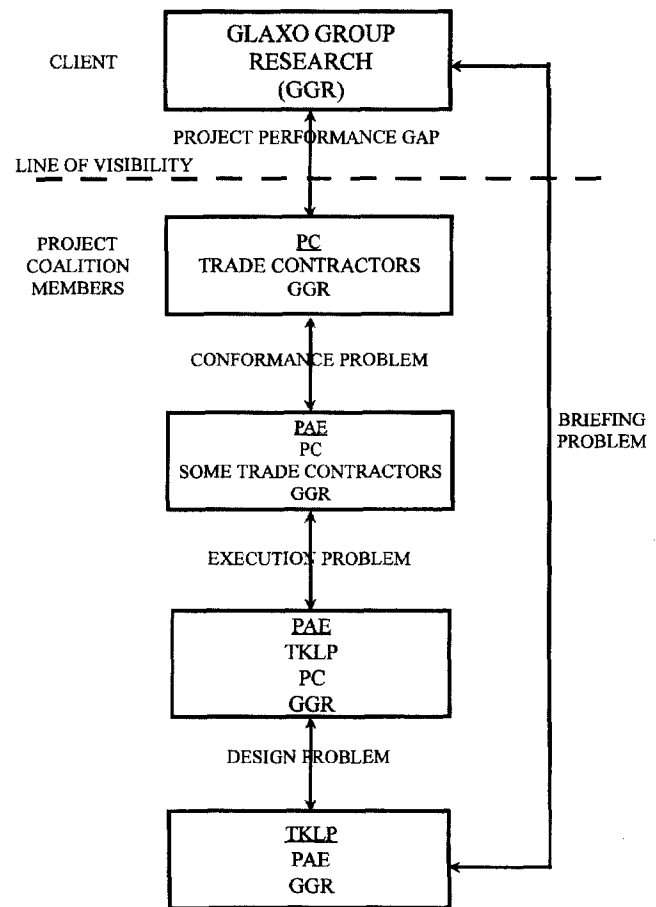 CLIENT
GLAXO GROUP
RESEARCH
(GGR)
PROJECT PERFORMANCE GAP
LINE OF VISIBILITY
PROJECT
COALITION
MEMBERS
PC
TRADE CONTRACTORS
GGR
CONFORMANCE PROBLEM
PAE
PC
SOME TRADE CONTRACTORS
GGR
BRIEFING
PROBLEM
EXECUTION PROBLEM
PAE
TKLP
PC
GGR
DESIGN PROBLEM
TKLP
PAE
GGR